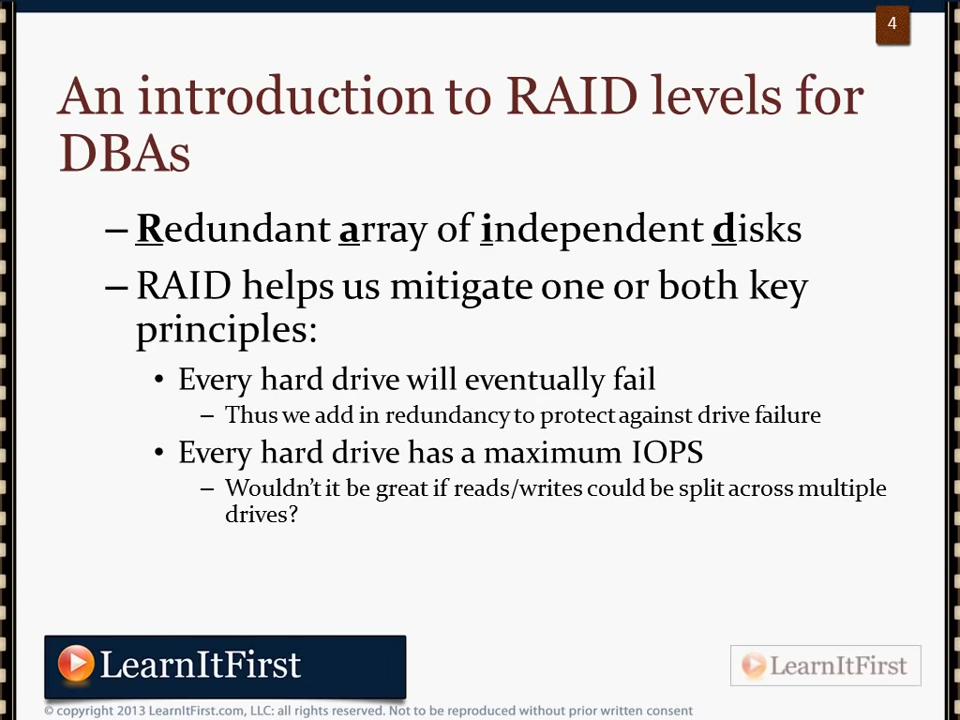 4
An introduction to RAID levels for
DBAs
– Redundant array of independent disks
– RAID helps us mitigate one or both key
principles:
• Every hard drive will eventually fail
– Thus we add in redundancy to protect against drive failure
• Every hard drive has a maximum IOPS
– Wouldn’t it be great if reads/writes could be split across multiple
drives?
LearnItFirst
LearnItFirst
© copyright 2013 LearnItFirst.com, LLC: all rights reserved. Not to be reproduced without prior written consent